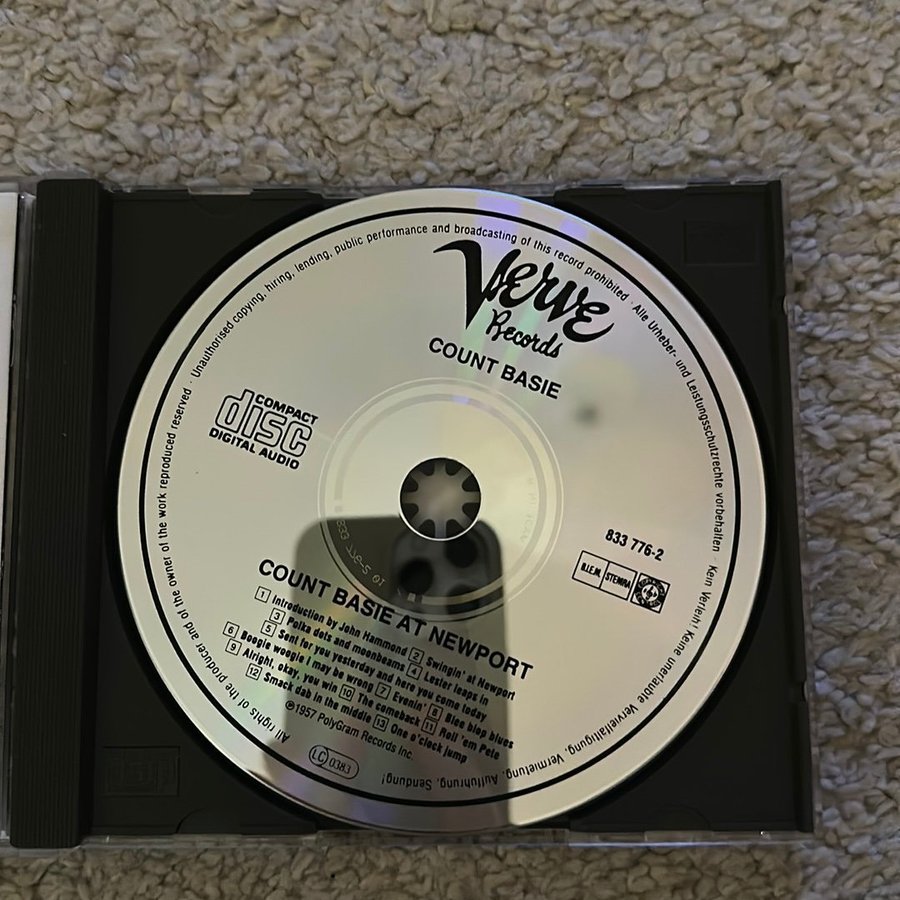 Verve
Records
COUNT BASIE
COMPACT
disc
DIGITAL AUDIO
833 776-2
B.I.E.M. STEMRA
COUNT BASIE AT NEWPORT
1 Introduction by John Hammond 2 Swingin' at Newport
3 Polka dots and moonbeams 4 Lester leaps in
5 Sent for you yesterday and here you come today
6 Boogie woogie I may be wrong 7 Evenin' 8 Blee blop blues
9 Alright, okay, you win 10 The comeback 11 Roll 'em Pete
12 Smack dab in the middle 13 One o'clock jump
℗1957 PolyGram Records Inc.
LC 0383
All rights of the producer and of the owner of the work reproduced reserved · Unauthorised copying, hiring, lending, public performance and broadcasting of this record prohibited · Alle Urheber- und Leistungsschutzrechte vorbehallen · Kein Verleih! Keine unerlaubte Vervielfältigung, Vermietung, Aufführung, Sendung!